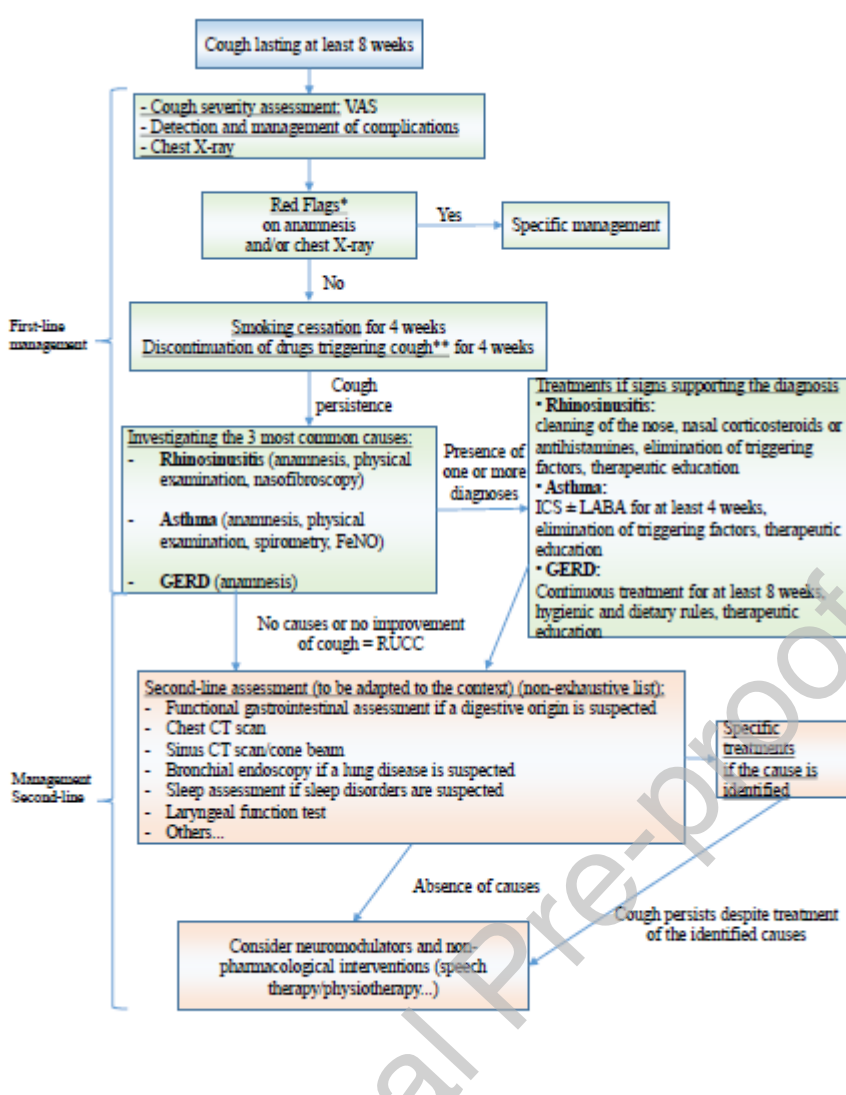 Cough lasting at least 8 weeks
- Cough severity assessment: VAS
- Detection and management of complications
- Chest X-ray
Red Flags*
on anamnesis
and/or chest X-ray
Yes
Specific management
No
First-line
management
Smoking cessation for 4 weeks
Discontinuation of drugs triggering cough** for 4 weeks
Cough
persistence
Investigating the 3 most common causes:
- Rhinosinusitis (anamnesis, physical
examination, nasofibroscopy)
- Asthma (anamnesis, physical
examination, spirometry, FeNO)
- GERD (anamnesis)
Presence of
one or more
diagnoses
Treatments if signs supporting the diagnosis
• Rhinosinusitis:
cleaning of the nose, nasal corticosteroids or
antihistamines, elimination of triggering
factors, therapeutic education
• Asthma:
ICS ± LABA for at least 4 weeks,
elimination of triggering factors, therapeutic
education
• GERD:
Continuous treatment for at least 8 weeks,
hygienic and dietary rules, therapeutic
education
No causes or no improvement
of cough = RUCC
Management
Second-line
Second-line assessment (to be adapted to the context) (non-exhaustive list):
- Functional gastrointestinal assessment if a digestive origin is suspected
- Chest CT scan
- Sinus CT scan/cone beam
- Bronchial endoscopy if a lung disease is suspected
- Sleep assessment if sleep disorders are suspected
- Laryngeal function test
- Others...
Specific
treatments
if the cause is
identified
Absence of causes
Cough persists despite treatment
of the identified causes
Consider neuromodulators and non-
pharmacological interventions (speech
therapy/physiotherapy...)
al Pre-proof